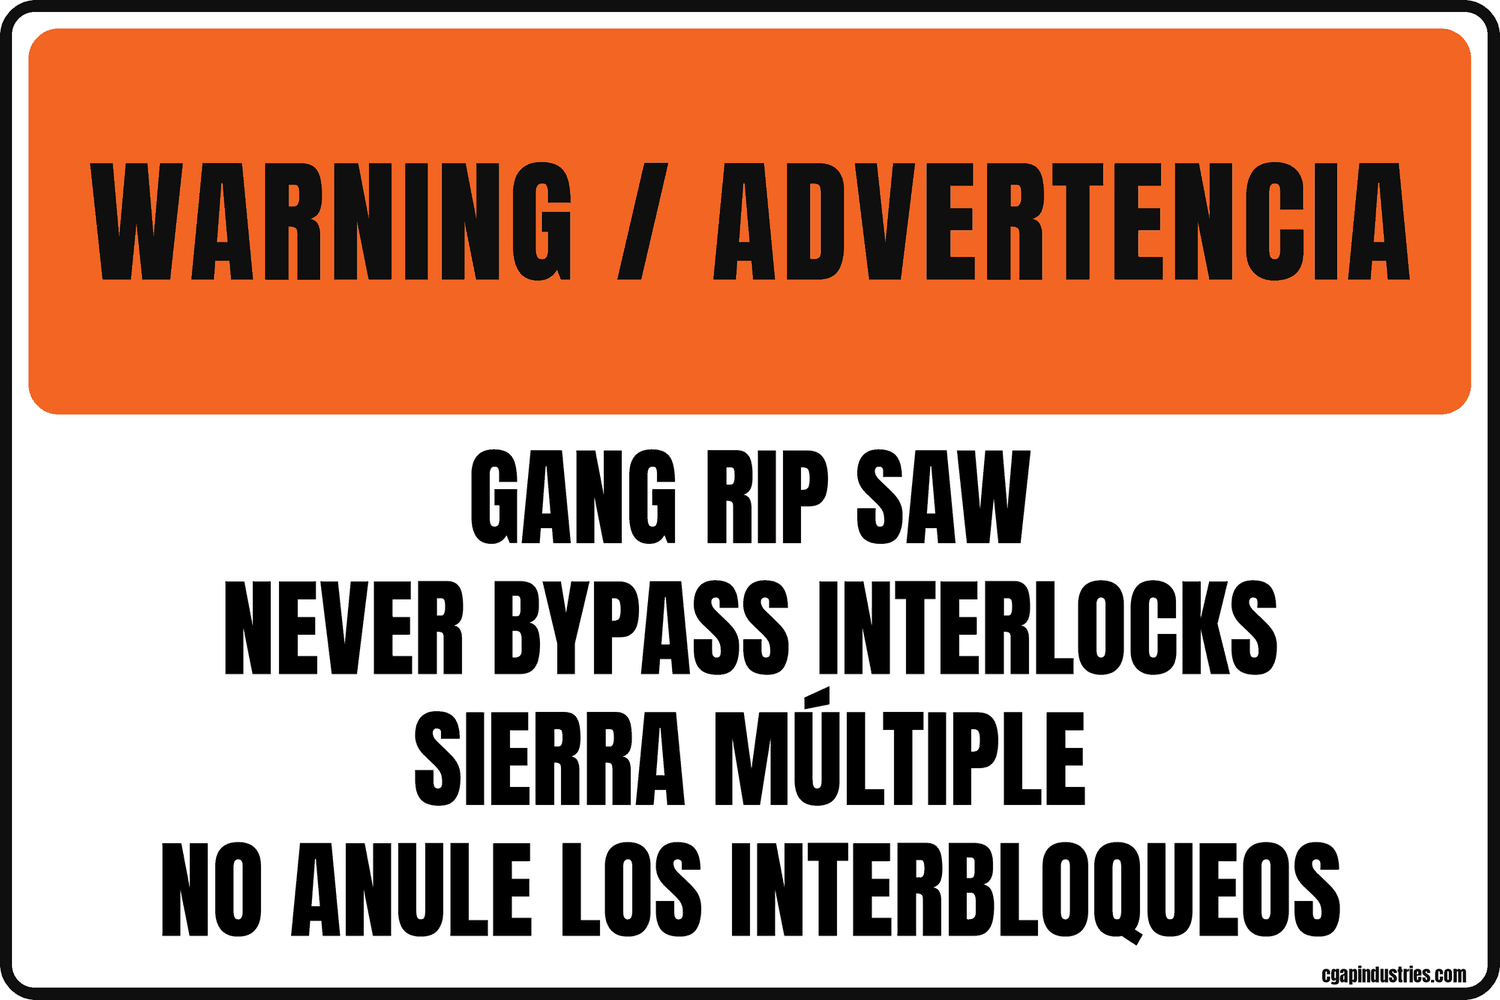 WARNING / ADVERTENCIA
GANG RIP SAW
NEVER BYPASS INTERLOCKS
SIERRA MÚLTIPLE
NO ANULE LOS INTERBLOQUEOS
cgapindustries.com